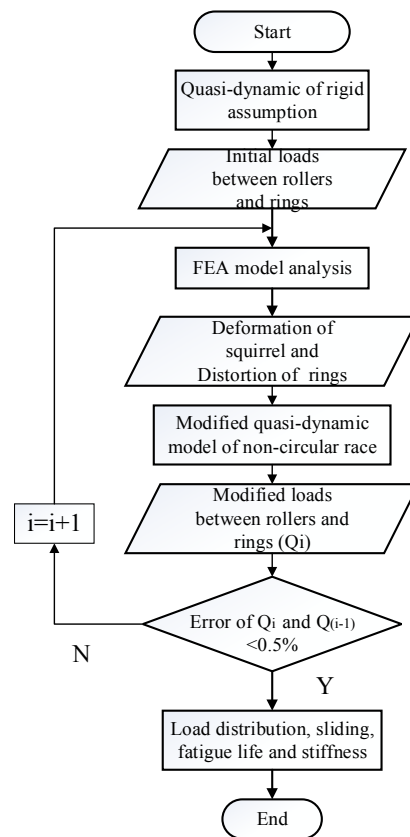 Start
Quasi-dynamic of rigid
assumption
Initial loads
between rollers
and rings
FEA model analysis
Deformation of
squirrel and
Distortion of rings
Modified quasi-dynamic
model of non-circular race
Modified loads
between rollers and
rings (Qi)
i=i+1
Error of Qi and Q(i-1)
<0.5%
N
Y
Load distribution, sliding,
fatigue life and stiffness
End